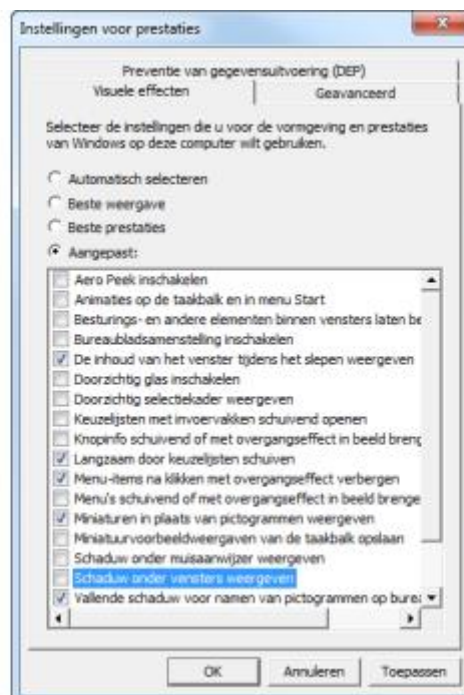 Instellingen voor prestaties
Preventie van gegevensuitvoering (DEP)
Visuele effecten
Geavanceerd
Selecteer de instellingen die u voor de vormgeving en prestaties
van Windows op deze computer wilt gebruiken.
Automatisch selecteren
Beste weergave
Beste prestaties
Aangepast:
Aero Peek inschakelen
Animaties op de taakbalk en in menu Start
Besturings- en andere elementen binnen vensters laten be
Bureaubladsamenstelling inschakelen
De inhoud van het venster tijdens het slepen weergeven
Doorzichtig glas inschakelen
Doorzichtig selectiekader weergeven
Keuzelijsten met invoervakken schuivend openen
Knopinfo schuivend of met overgangseffect in beeld breng
Langzaam door keuzelijsten schuiven
Menu-items na klikken met overgangseffect verbergen
Menu's schuivend of met overgangseffect in beeld brenge
Miniaturen in plaats van pictogrammen weergeven
Miniatuurvoorbeeldweergaven van de taakbalk opslaan
Schaduw onder muisaanwijzer weergeven
Schaduw onder vensters weergeven
Vallende schaduw voor namen van pictogrammen op burea
OK
Annuleren
Toepassen